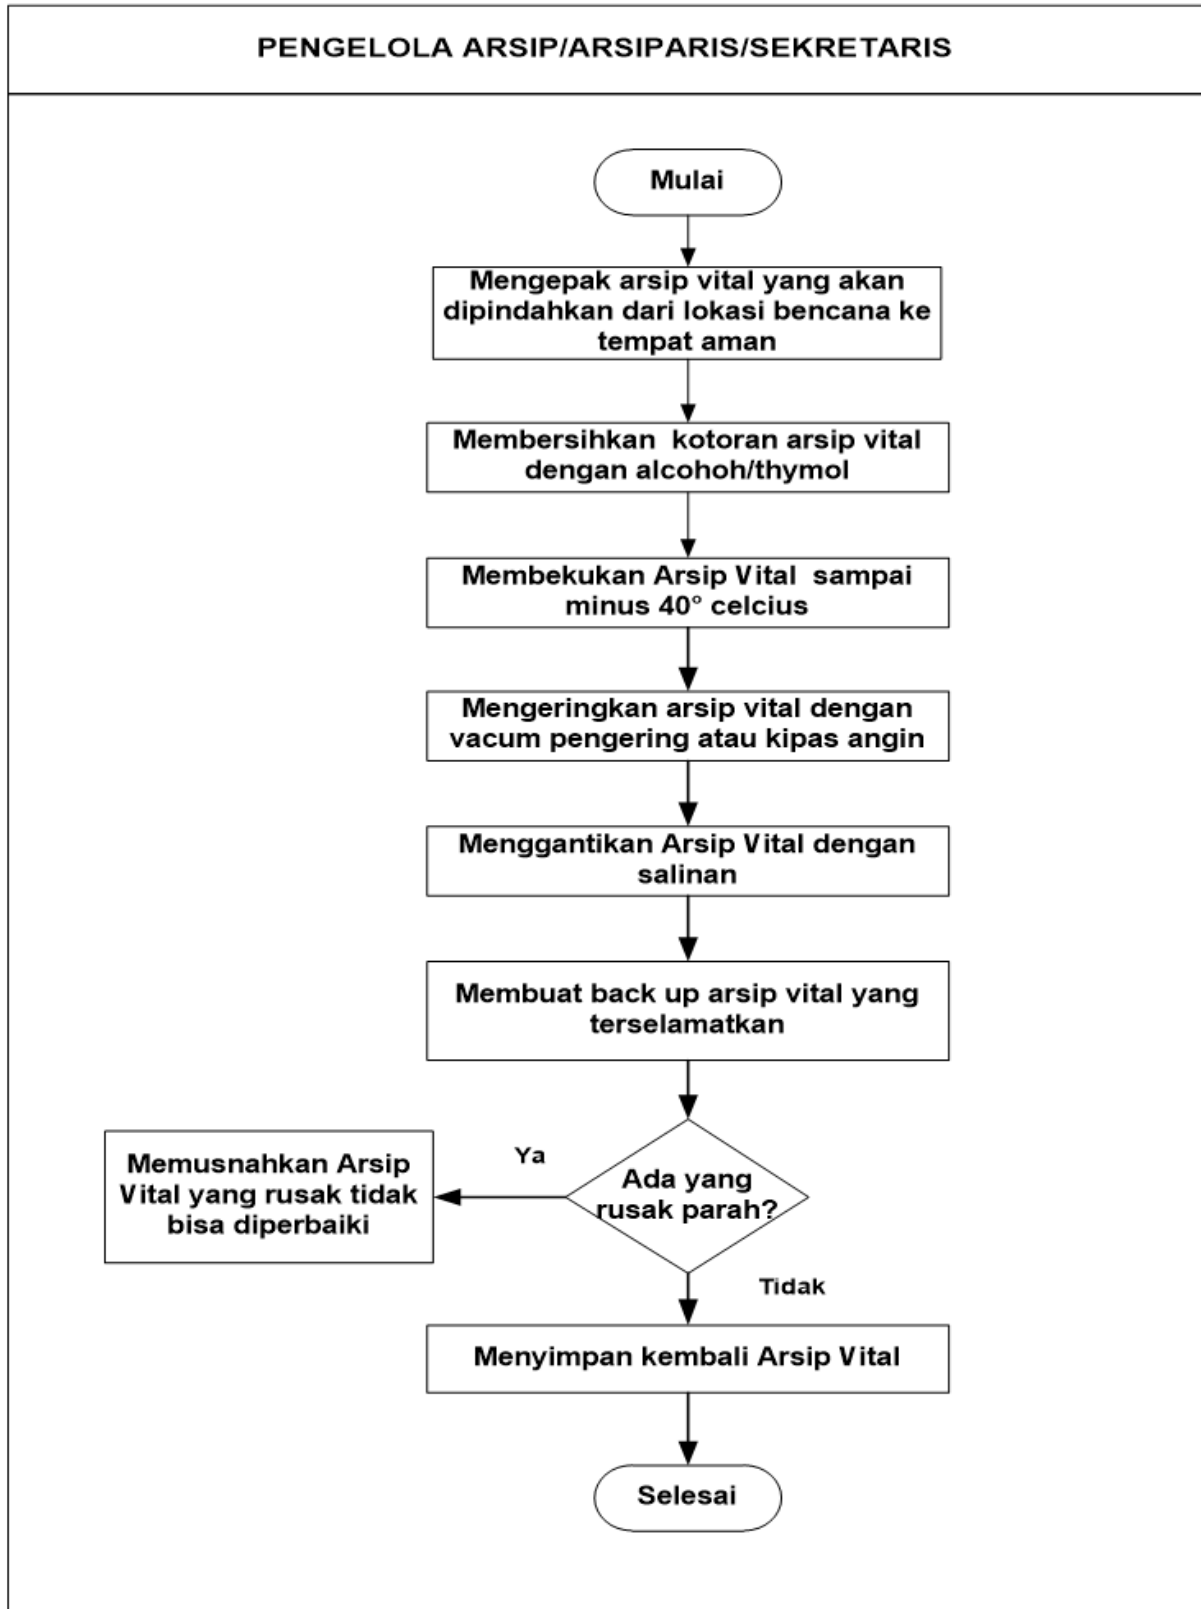 PENGELOLA ARSIP/ARSIPARIS/SEKRETARIS
Mulai
Mengepak arsip vital yang akan
dipindahkan dari lokasi bencana ke
tempat aman
Membersihkan kotoran arsip vital
dengan alcohoh/thymol
Membekukan Arsip Vital sampai
minus 40° celcius
Mengeringkan arsip vital dengan
vacum pengering atau kipas angin
Menggantikan Arsip Vital dengan
salinan
Membuat back up arsip vital yang
terselamatkan
Ada yang
rusak parah?
Ya
Memusnahkan Arsip
Vital yang rusak tidak
bisa diperbaiki
Tidak
Menyimpan kembali Arsip Vital
Selesai